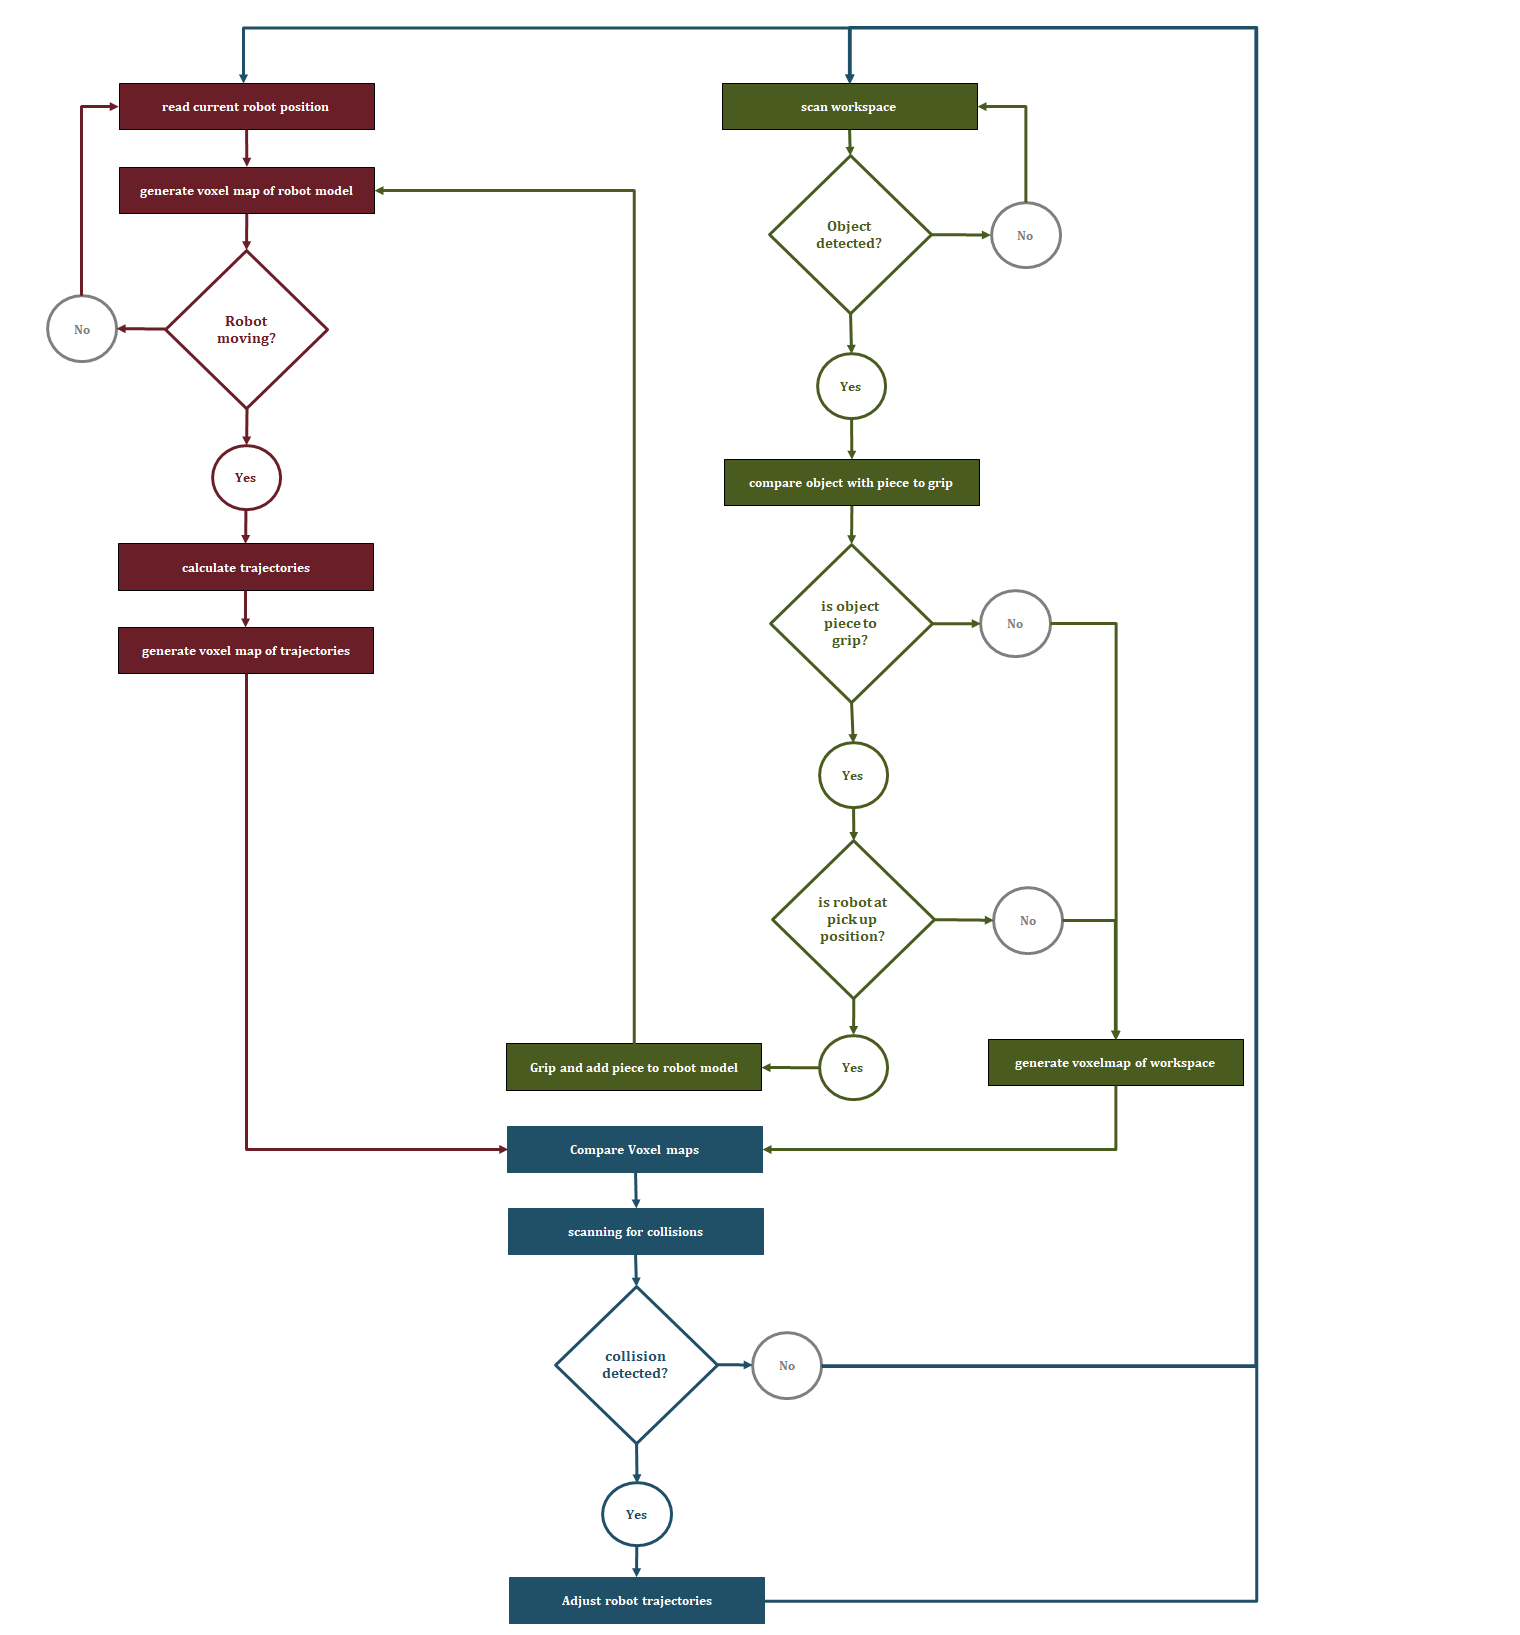 read current robot position
generate voxel map of robot model
Robot
moving?
No
Yes
calculate trajectories
generate voxel map of trajectories
scan workspace
Object
detected?
No
Yes
compare object with piece to grip
is object
piece to
grip?
No
Yes
is robot at
pick up
position?
No
Yes
Grip and add piece to robot model
generate voxelmap of workspace
Compare Voxel maps
scanning for collisions
collision
detected?
No
Yes
Adjust robot trajectories